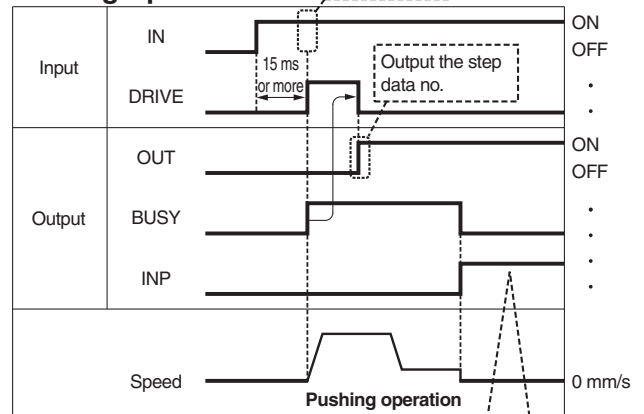 IN
ON
OFF
Input
15 ms
or more
Output the step
data no.
DRIVE
OUT
ON
OFF
Output
BUSY
INP
Speed
Pushing operation
0 mm/s